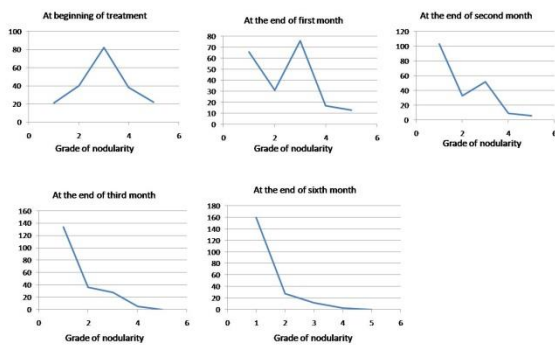 At beginning of treatment
100
80
60
40
20
0
0 2 4 6
Grade of nodularity
At the end of first month
80
70
60
50
40
30
20
10
0
0 2 4 6
Grade of nodularity
At the end of second month
120
100
80
60
40
20
0
0 2 4 6
Grade of nodularity
At the end of third month
160
140
120
100
80
60
40
20
0
0 2 4 6
Grade of nodularity
At the end of sixth month
180
160
140
120
100
80
60
40
20
0
0 1 2 3 4 5 6
Grade of nodularity